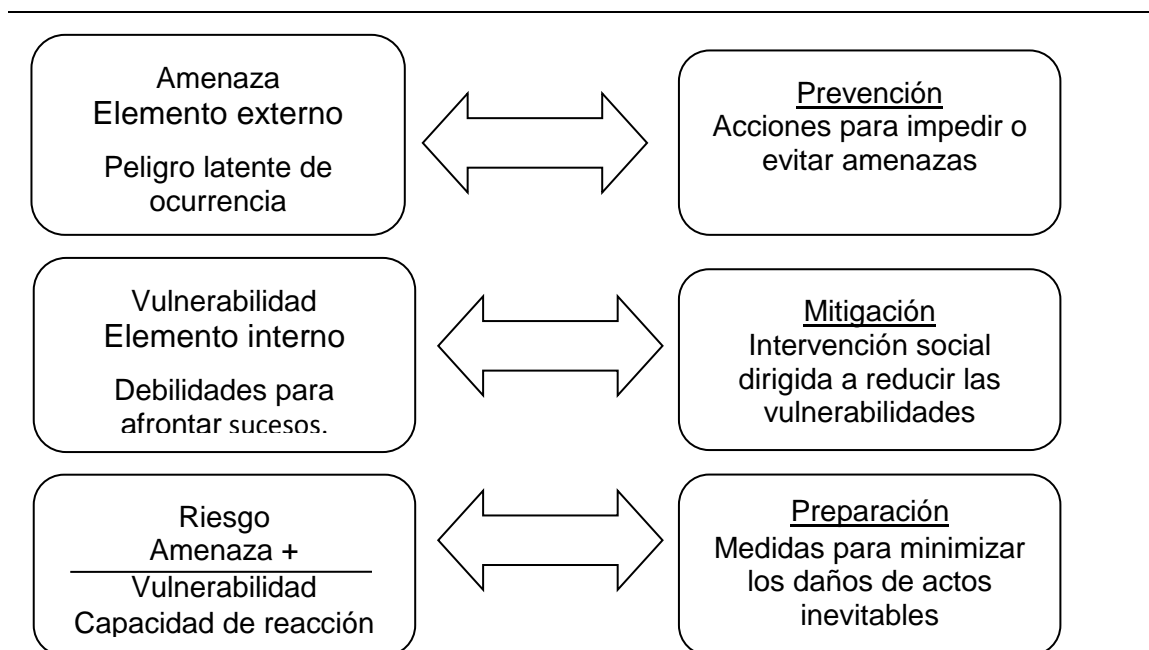 Amenaza
Elemento externo
Peligro latente de
ocurrencia
Prevención
Acciones para impedir o
evitar amenazas
Vulnerabilidad
Elemento interno
Debilidades para
afrontar sucesos.
Mitigación
Intervención social
dirigida a reducir las
vulnerabilidades
Riesgo
Amenaza +
Vulnerabilidad
Capacidad de reacción
Preparación
Medidas para minimizar
los daños de actos
inevitables